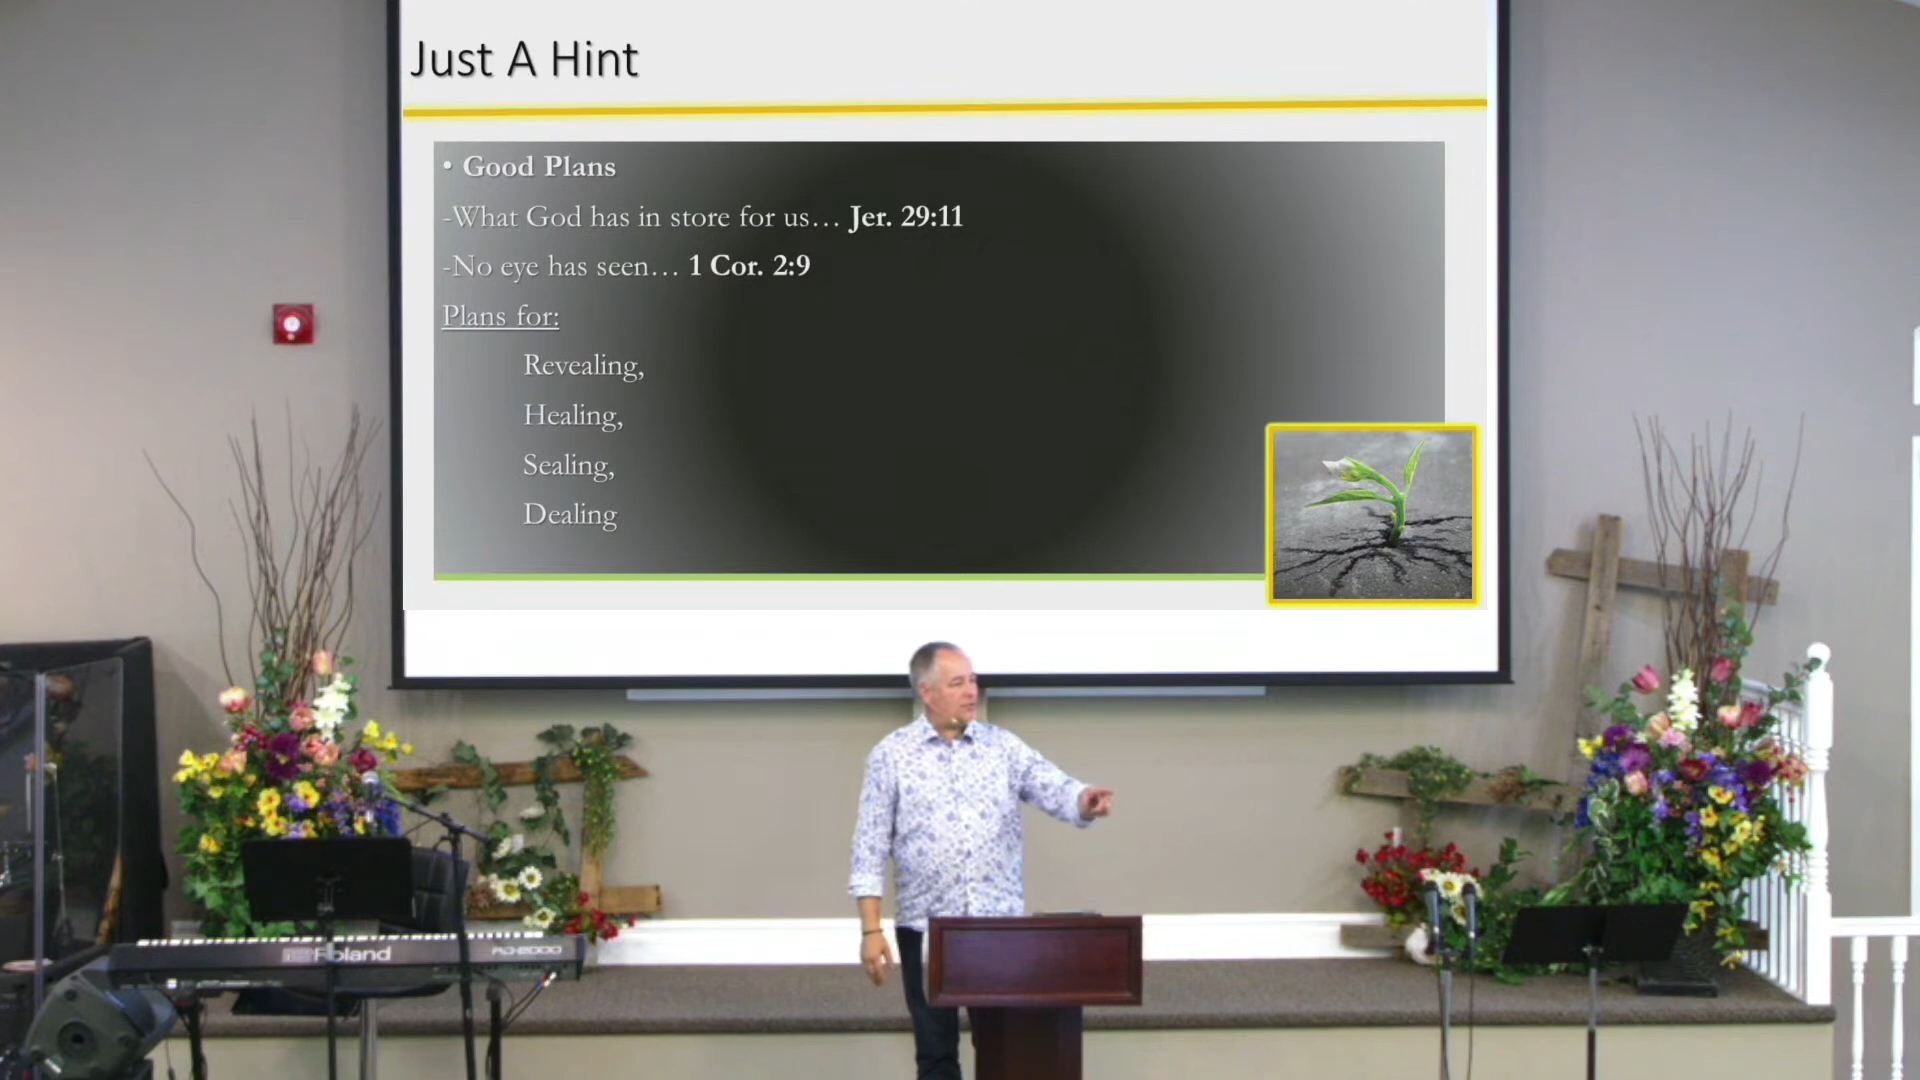 Just A Hint
• Good Plans
-What God has in store for us… Jer. 29:11
-No eye has seen… 1 Cor. 2:9
Plans for:
Revealing,
Healing,
Sealing,
Dealing
Roland